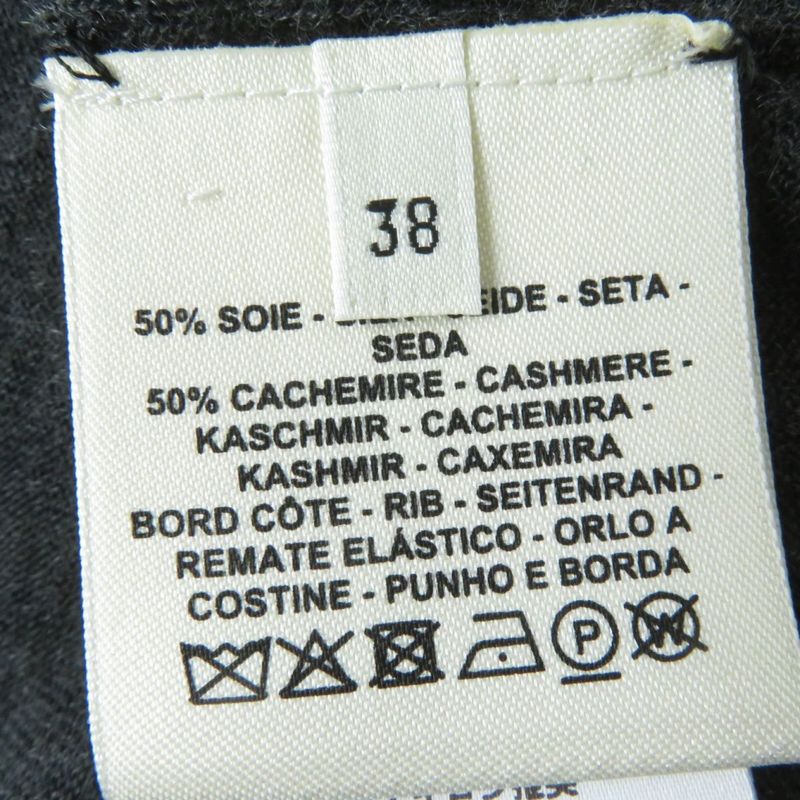 38
50% SOIE - EIDE - SETA -
SEDA
50% CACHEMIRE - CASHMERE -
KASCHMIR - CACHEMIRA -
KASHMIR - CAXEMIRA
BORD CÔTE - RIB - SEITENRAND -
REMATE ELÁSTICO - ORLO A
COSTINE - PUNHO E BORDA
P
W